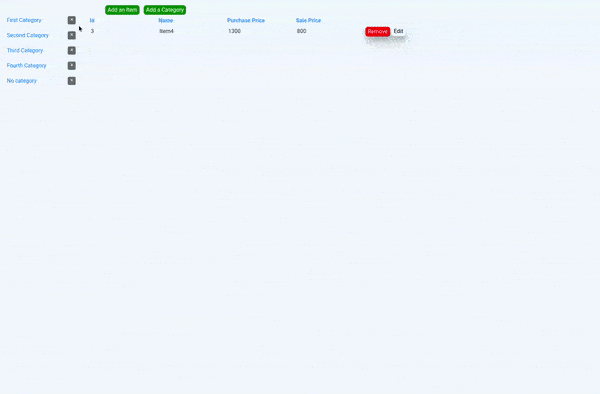 Add an Item Add a Category
First Category x Id Name Purchase Price Sale Price
3 Item4 1300 800 Remove Edit
Second Category x
Third Category x
Fourth Category x
No category x